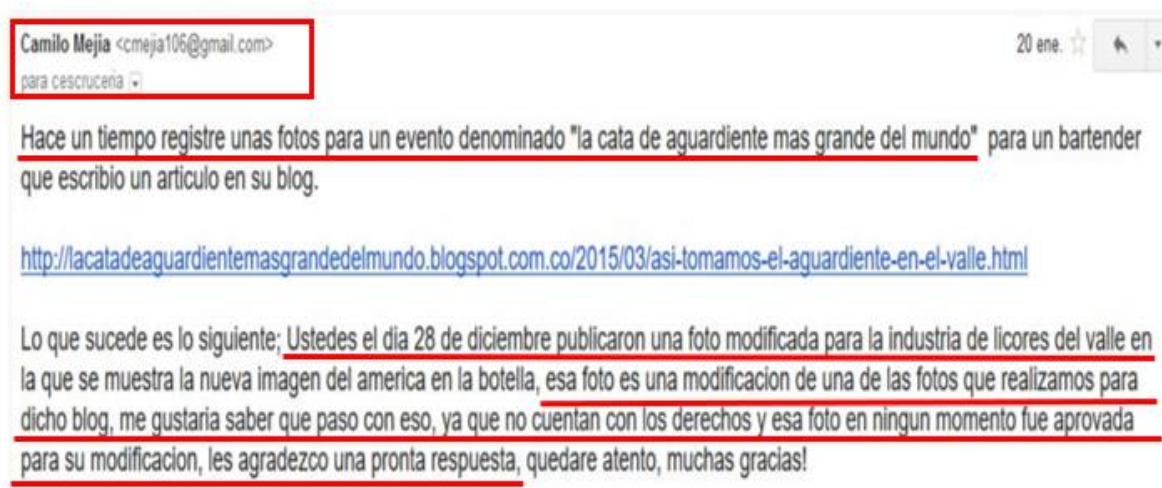 Camilo Mejia <cmejia106@gmail.com>
20 ene.
para cescruceria
Hace un tiempo registre unas fotos para un evento denominado "la cata de aguardiente mas grande del mundo" para un bartender
que escribio un articulo en su blog.
http://lacatadeaguardientemasgrandedelmundo.blogspot.com.co/2015/03/asi-tomamos-el-aguardiente-en-el-valle.html
Lo que sucede es lo siguiente; Ustedes el dia 28 de diciembre publicaron una foto modificada para la industria de licores del valle en
la que se muestra la nueva imagen del america en la botella, esa foto es una modificacion de una de las fotos que realizamos para
dicho blog, me gustaria saber que paso con eso, ya que no cuentan con los derechos y esa foto en ningun momento fue aprovada
para su modificacion, les agradezco una pronta respuesta, quedare atento, muchas gracias!